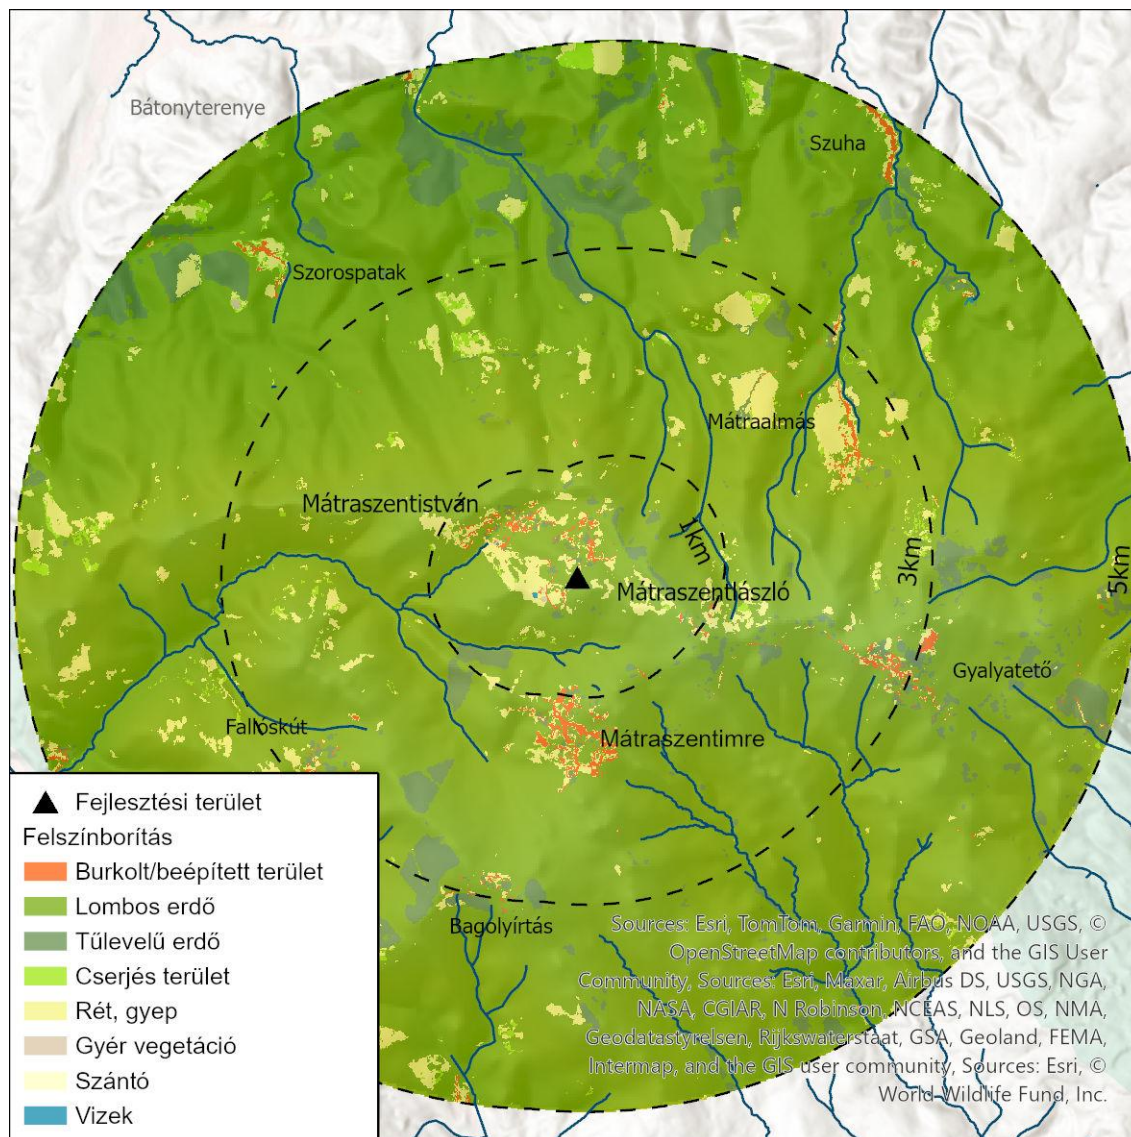 Bátonyterenye
Szuha
Szorospatak
Mátraalmás
Mátraszentistván
1km
3km
5km
Mátraszentlászló
Gyalyatető
Fallóskút
Mátraszentimre
Bagolyírtás
Fejlesztési terület
Felszínborítás
Burkolt/beépített terület
Lombos erdő
Tűlevelű erdő
Cserjés terület
Rét, gyep
Gyér vegetáció
Szántó
Vizek
Sources: Esri, TomTom, Garmin, FAO, NOAA, USGS, ©
OpenStreetMap contributors, and the GIS User
Community, Sources: Esri, Maxar, Airbus DS, USGS, NGA,
NASA, CGIAR, N Robinson, NCEAS, NLS, OS, NMA,
Geodatastyrelsen, Rijkswaterstaat, GSA, Geoland, FEMA,
Intermap, and the GIS user community, Sources: Esri, ©
World Wildlife Fund, Inc.